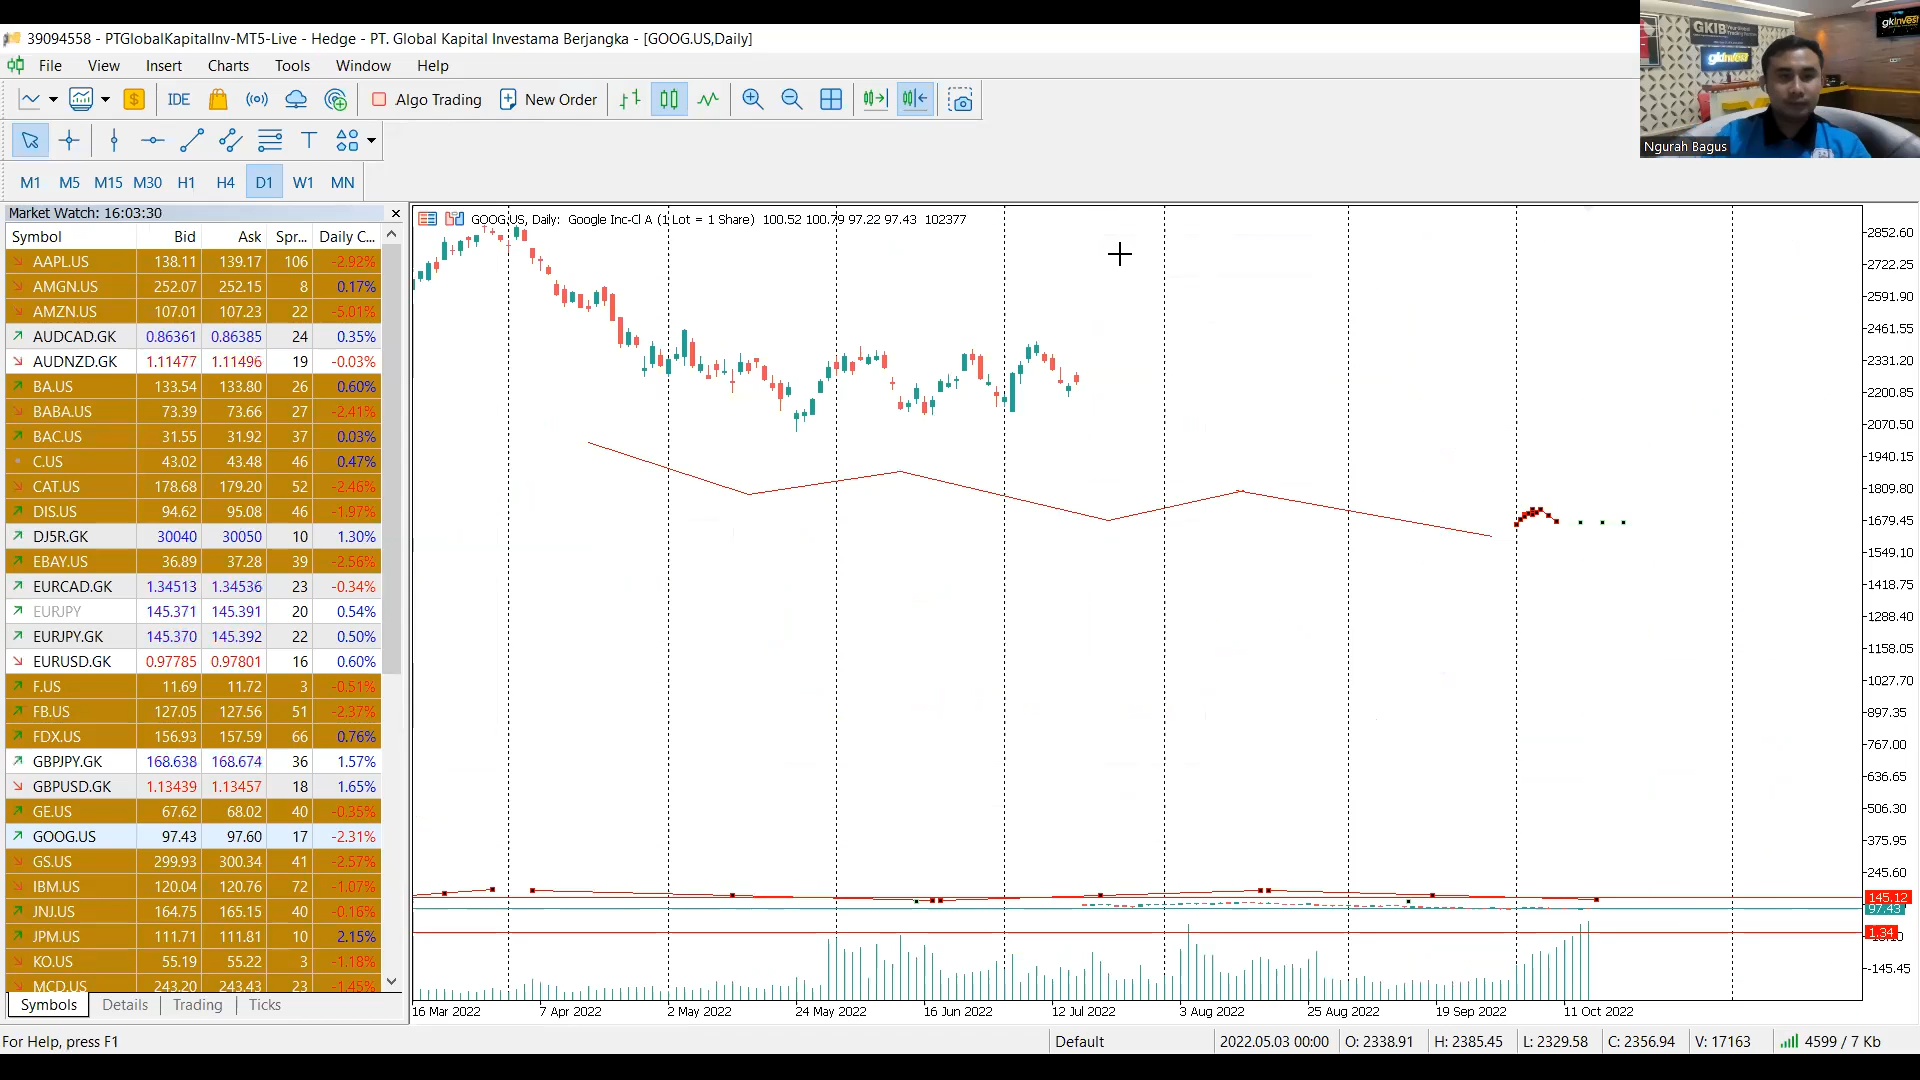 39094558 - PTGlobalKapitalInv-MT5-Live - Hedge - PT. Global Kapital Investama Berjangka - [GOOG.US,Daily]
File View Insert Charts Tools Window Help
IDE Algo Trading New Order
M1 M5 M15 M30 H1 H4 D1 W1 MN
GKIB
gkinvest
gkinvest
Ngurah Bagus
Market Watch: 16:03:30
Symbol Bid Ask Spr... Daily C...
AAPL.US 138.11 139.17 106 -2.92%
AMGN.US 252.07 252.15 8 0.17%
AMZN.US 107.01 107.23 22 -5.01%
AUDCAD.GK 0.86361 0.86385 24 0.35%
AUDNZD.GK 1.11477 1.11496 19 -0.03%
BA.US 133.54 133.80 26 0.60%
BABA.US 73.39 73.66 27 -2.41%
BAC.US 31.55 31.92 37 0.03%
C.US 43.02 43.48 46 0.47%
CAT.US 178.68 179.20 52 -2.46%
DIS.US 94.62 95.08 46 -1.97%
DJ5R.GK 30040 30050 10 1.30%
EBAY.US 36.89 37.28 39 -2.56%
EURCAD.GK 1.34513 1.34536 23 -0.34%
EURJPY 145.371 145.391 20 0.54%
EURJPY.GK 145.370 145.392 22 0.50%
EURUSD.GK 0.97785 0.97801 16 0.60%
F.US 11.69 11.72 3 -0.51%
FB.US 127.05 127.56 51 -2.37%
FDX.US 156.93 157.59 66 0.76%
GBPJPY.GK 168.638 168.674 36 1.57%
GBPUSD.GK 1.13439 1.13457 18 1.65%
GE.US 67.62 68.02 40 -0.35%
GOOG.US 97.43 97.60 17 -2.31%
GS.US 299.93 300.34 41 -2.57%
IBM.US 120.04 120.76 72 -1.07%
JNJ.US 164.75 165.15 40 -0.16%
JPM.US 111.71 111.81 10 2.15%
KO.US 55.19 55.22 3 -1.18%
MCD.US 243.20 243.43 23 -1.45%
Symbols Details Trading Ticks
GOOG.US, Daily: Google Inc-Cl A (1 Lot = 1 Share) 100.52 100.79 97.22 97.43 102377
2852.60
2722.25
2591.90
2461.55
2331.20
2200.85
2070.50
1940.15
1809.80
1679.45
1549.10
1418.75
1288.40
1158.05
1027.70
897.35
767.00
636.65
506.30
375.95
245.60
145.12
97.43
1.34
-145.45
16 Mar 2022 7 Apr 2022 2 May 2022 24 May 2022 16 Jun 2022 12 Jul 2022 3 Aug 2022 25 Aug 2022 19 Sep 2022 11 Oct 2022
For Help, press F1 Default 2022.05.03 00:00 O: 2338.91 H: 2385.45 L: 2329.58 C: 2356.94 V: 17163 4599 / 7 Kb